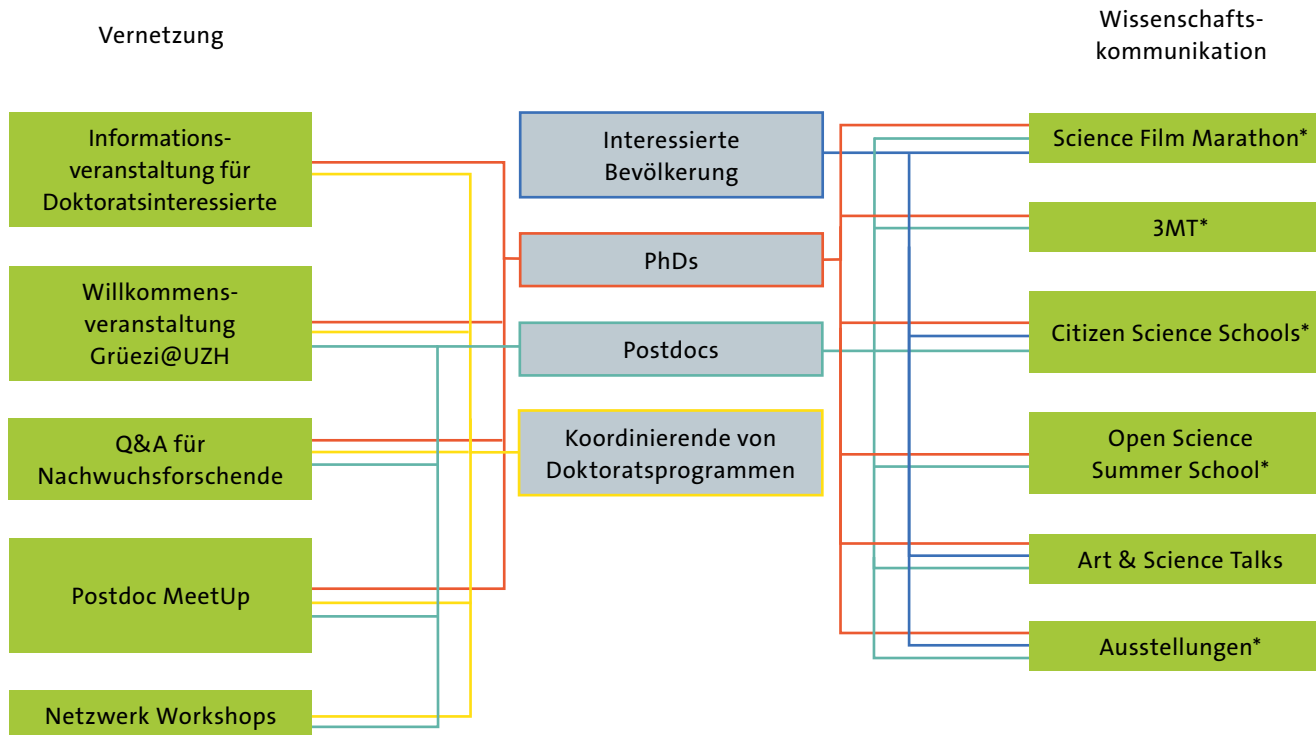 Vernetzung
Informations-
veranstaltung für
Doktoratsinteressierte
Willkommens-
veranstaltung
Grüezi@UZH
Q&A für
Nachwuchsforschende
Postdoc MeetUp
Netzwerk Workshops
Interessierte
Bevölkerung
PhDs
Postdocs
Koordinierende von
Doktoratsprogrammen
Wissenschafts-
kommunikation
Science Film Marathon*
3MT*
Citizen Science Schools*
Open Science
Summer School*
Art & Science Talks
Ausstellungen*